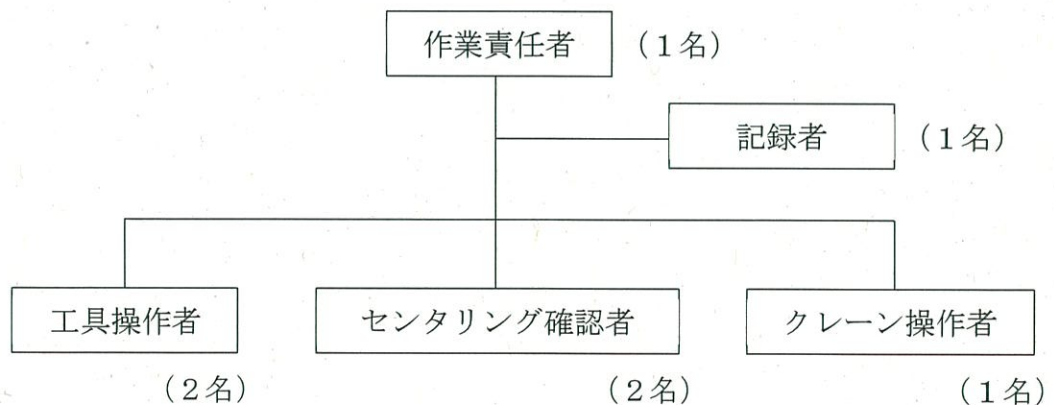 作業責任者 (1名)
記録者 (1名)
工具操作者 センタリング確認者 クレーン操作者
(2名) (2名) (1名)